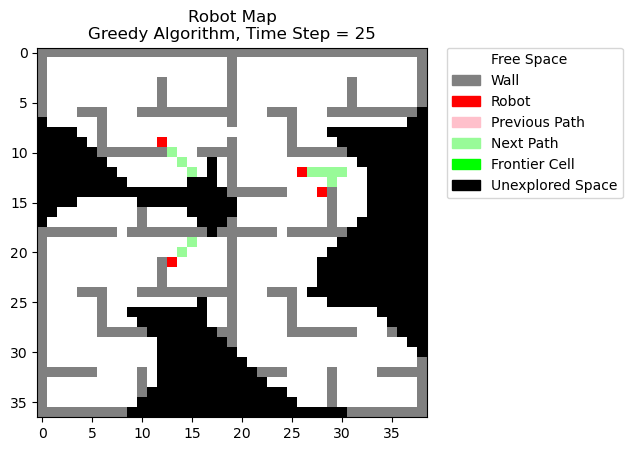 Robot Map
Greedy Algorithm, Time Step = 25
Free Space
Wall
Robot
Previous Path
Next Path
Frontier Cell
Unexplored Space
0
5
10
15
20
25
30
35
0 5 10 15 20 25 30 35